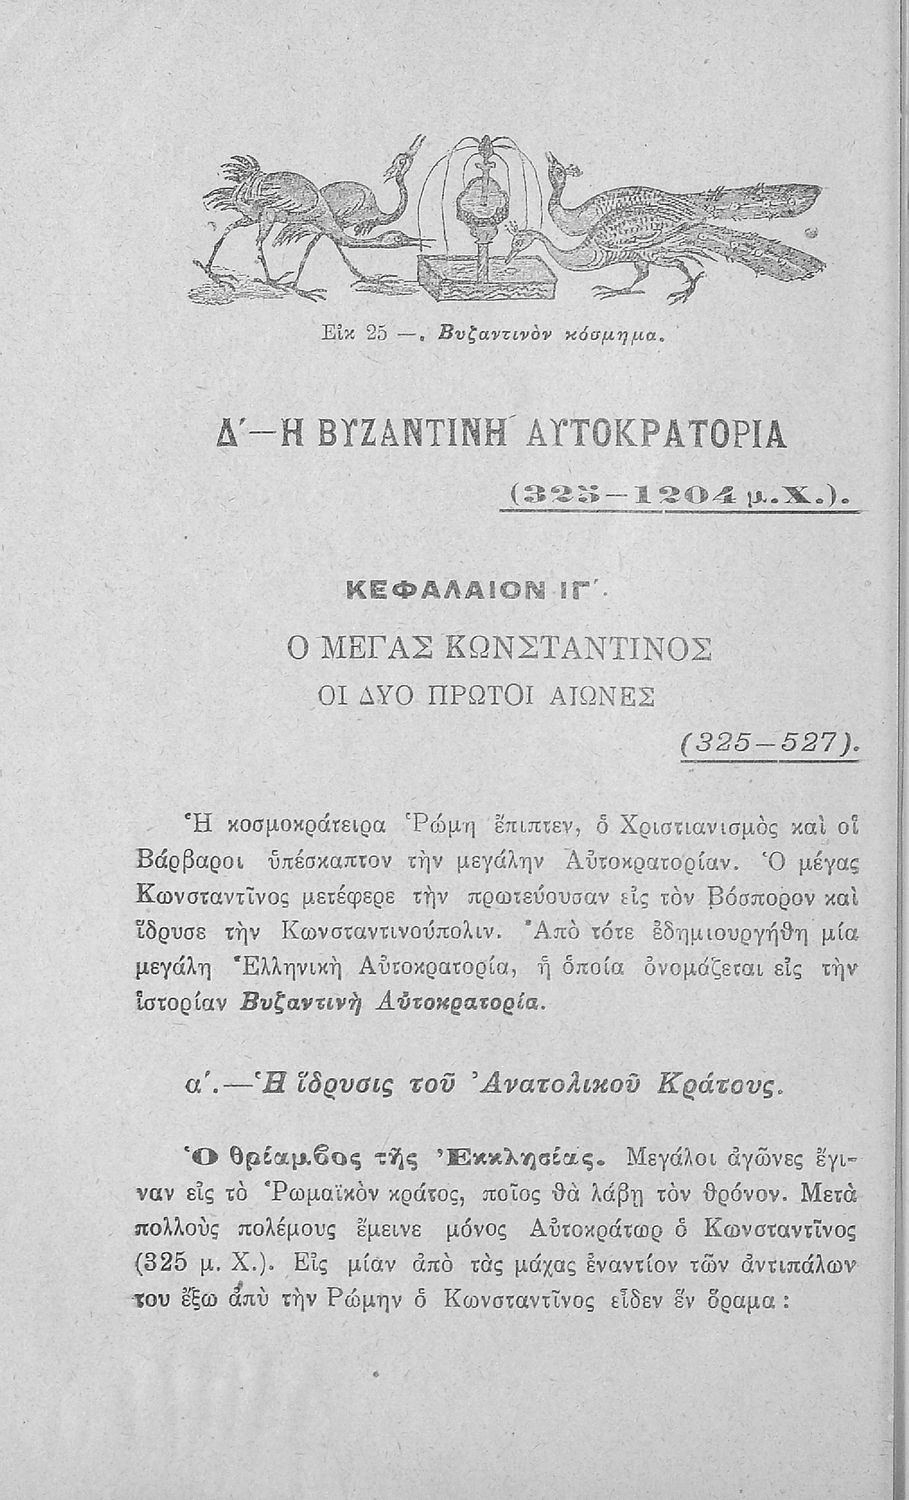 Εἰκ 25 —. Βυζαντινὸν κόσμημα.
Δ΄—Η ΒΥΖΑΝΤΙΝΗ ΑΥΤΟΚΡΑΤΟΡΙΑ
(325—1204 μ.Χ.).
ΚΕΦΑΛΑΙΟΝ ΙΓ΄.
Ο ΜΕΓΑΣ ΚΩΝΣΤΑΝΤΙΝΟΣ
ΟΙ ΔΥΟ ΠΡΩΤΟΙ ΑΙΩΝΕΣ
(325—527).
Ἡ κοσμοκράτειρα Ῥώμη ἔπιπτεν, ὁ Χριστιανισμὸς καὶ οἱ
Βάρβαροι ὑπέσκαπτον τὴν μεγάλην Αὐτοκρατορίαν. Ὁ μέγας
Κωνσταντῖνος μετέφερε τὴν πρωτεύουσαν εἰς τὸν Βόσπορον καὶ
ἵδρυσε τὴν Κωνσταντινούπολιν. Ἀπὸ τότε ἐδημιουργήθη μία
μεγάλη Ἑλληνικὴ Αὐτοκρατορία, ἡ ὁποία ὀνομάζεται εἰς τὴν
ἱστορίαν Βυζαντινὴ Αὐτοκρατορία.
α΄.—Ἡ ἵδρυσις τοῦ Ἀνατολικοῦ Κράτους.
Ὁ θρίαμβος τῆς Ἐκκλησίας. Μεγάλοι ἀγῶνες ἔγι-
ναν εἰς τὸ Ῥωμαϊκὸν κράτος, ποῖος θὰ λάβῃ τὸν θρόνον. Μετὰ
πολλοὺς πολέμους ἔμεινε μόνος Αὐτοκράτωρ ὁ Κωνσταντῖνος
(325 μ. Χ.). Εἰς μίαν ἀπὸ τὰς μάχας ἐναντίον τῶν ἀντιπάλων
του ἔξω ἀπὸ τὴν Ρώμην ὁ Κωνσταντῖνος εἶδεν ἓν ὅραμα :